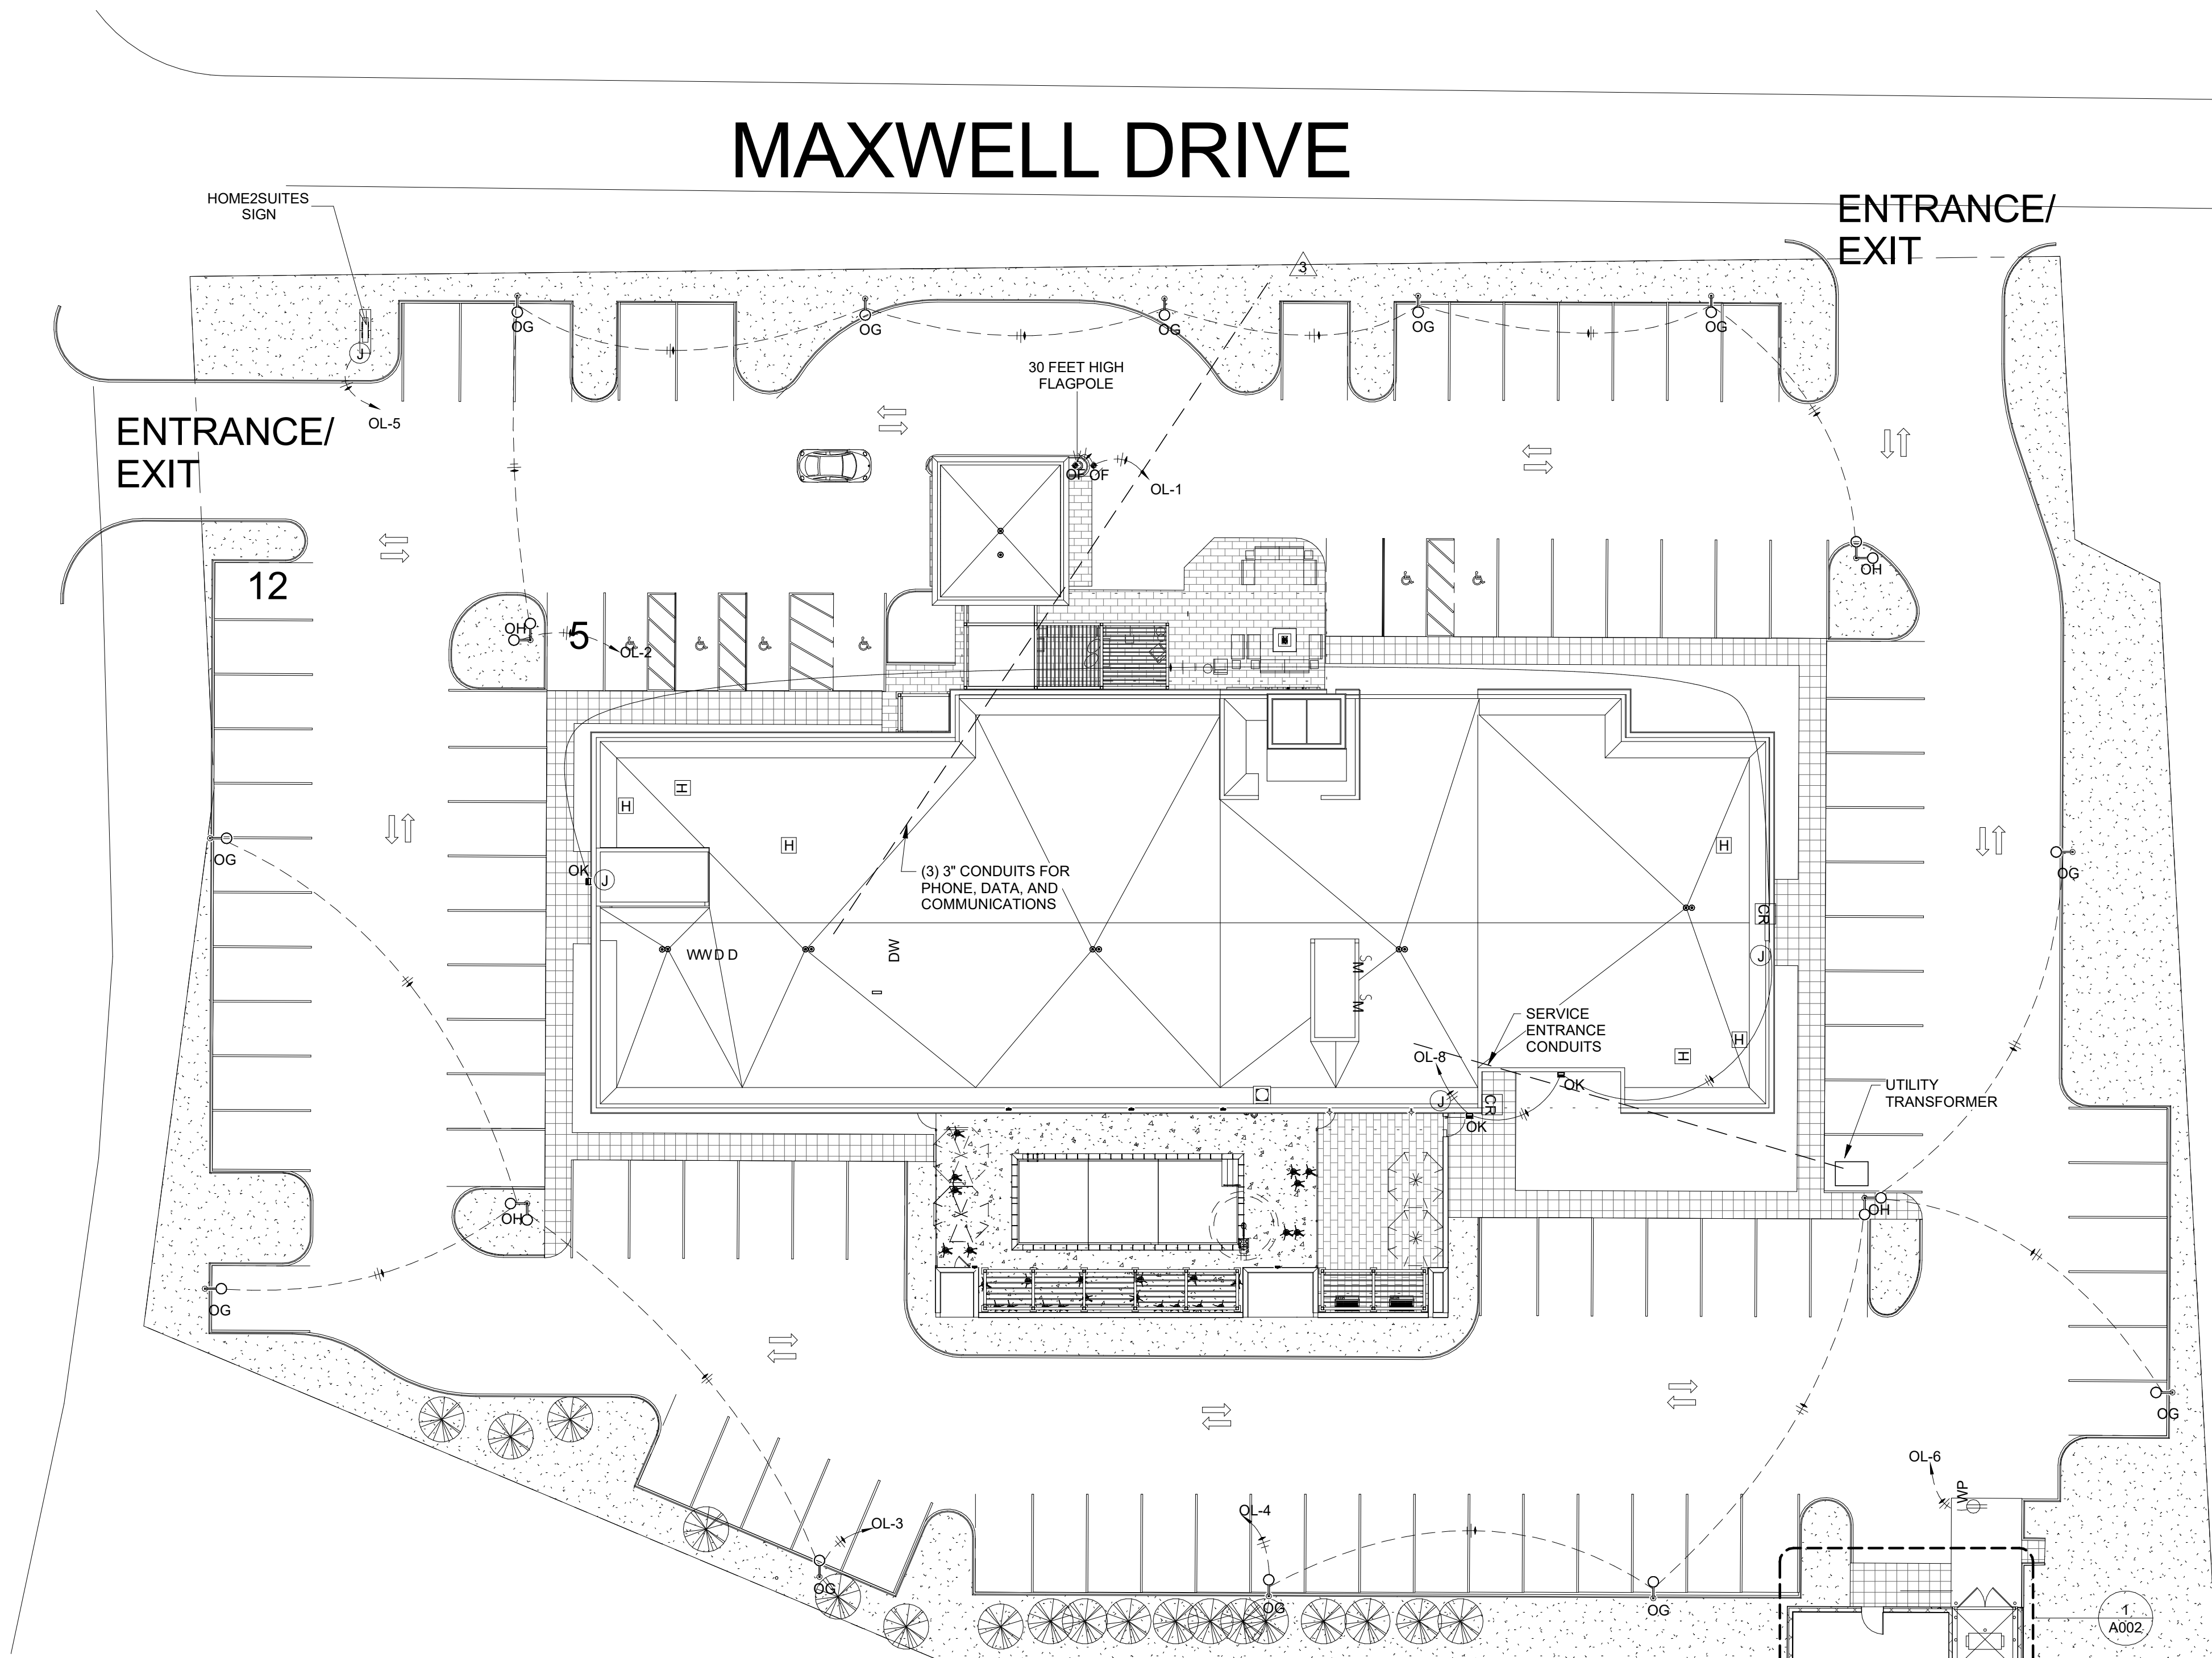 MAXWELL DRIVE
HOME2SUITES
SIGN
ENTRANCE/
EXIT
3
OG
OG
OG
OG
OG
J
30 FEET HIGH
FLAGPOLE
OL-5
ENTRANCE/
EXIT
OF OF
OL-1
OH
12
OH
5
OL-2
H
H
H
H
OG
OG
OK
J
(3) 3" CONDUITS FOR
PHONE, DATA, AND
COMMUNICATIONS
CR
WWDD
DW
J
M
M
SERVICE
ENTRANCE
CONDUITS
H
H
OL-8
OK
UTILITY
TRANSFORMER
J
CR
OK
OH
OH
OG
OG
OL-6
WP
OL-4
OL-3
OG
OG
OG
1
A002